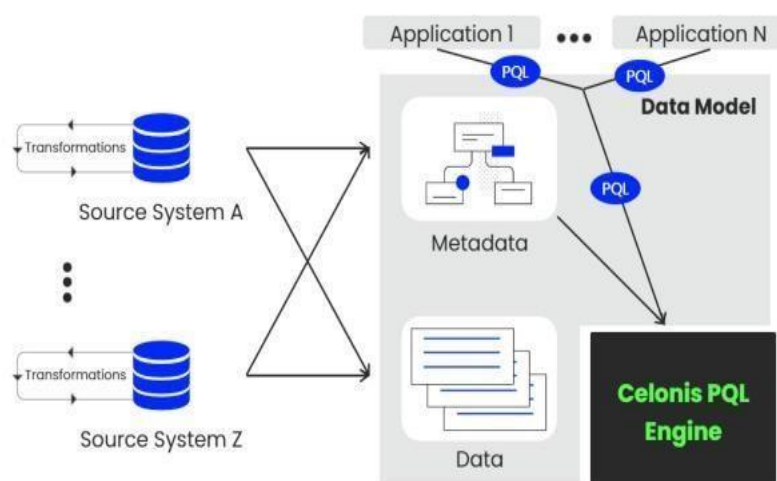 Application 1
Application N
PQL
PQL
Data Model
Transformations
Source System A
PQL
Metadata
Transformations
Source System Z
Data
Celonis PQL
Engine